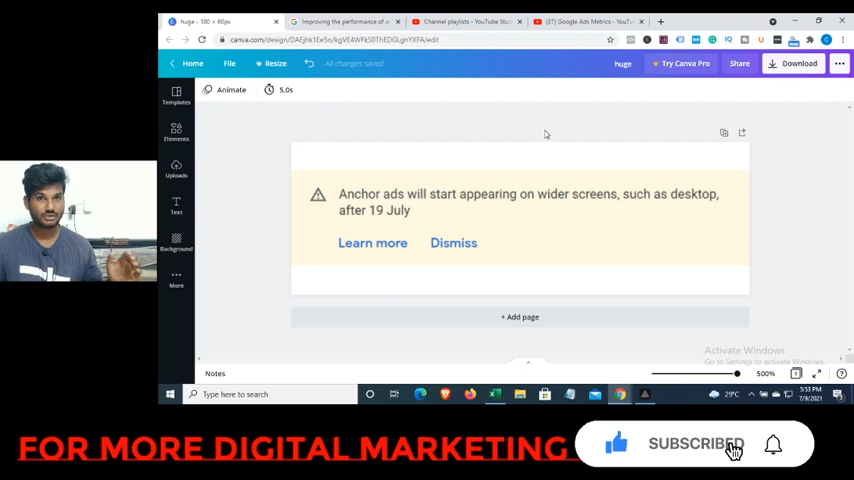 huge - 180 × 60px
Improving the performance of a
Channel playlists - YouTube Stud
(37) Google Ads Metrics - YouTu
canva.com/design/DAEjhk1Ee5o/kgVE4WFkS0ThEDGLgnYXFA/edit
Home
File
Resize
All changes saved
huge
Try Canva Pro
Share
Download
Animate
5.0s
Templates
Elements
Uploads
Text
Background
More
Anchor ads will start appearing on wider screens, such as desktop,
after 19 July
Learn more
Dismiss
+ Add page
Activate Windows
Go to Settings to activate Windows.
Notes
500%
1
Type here to search
29°C
5:53 PM
7/9/2021
FOR MORE DIGITAL MARKETING
SUBSCRIBED